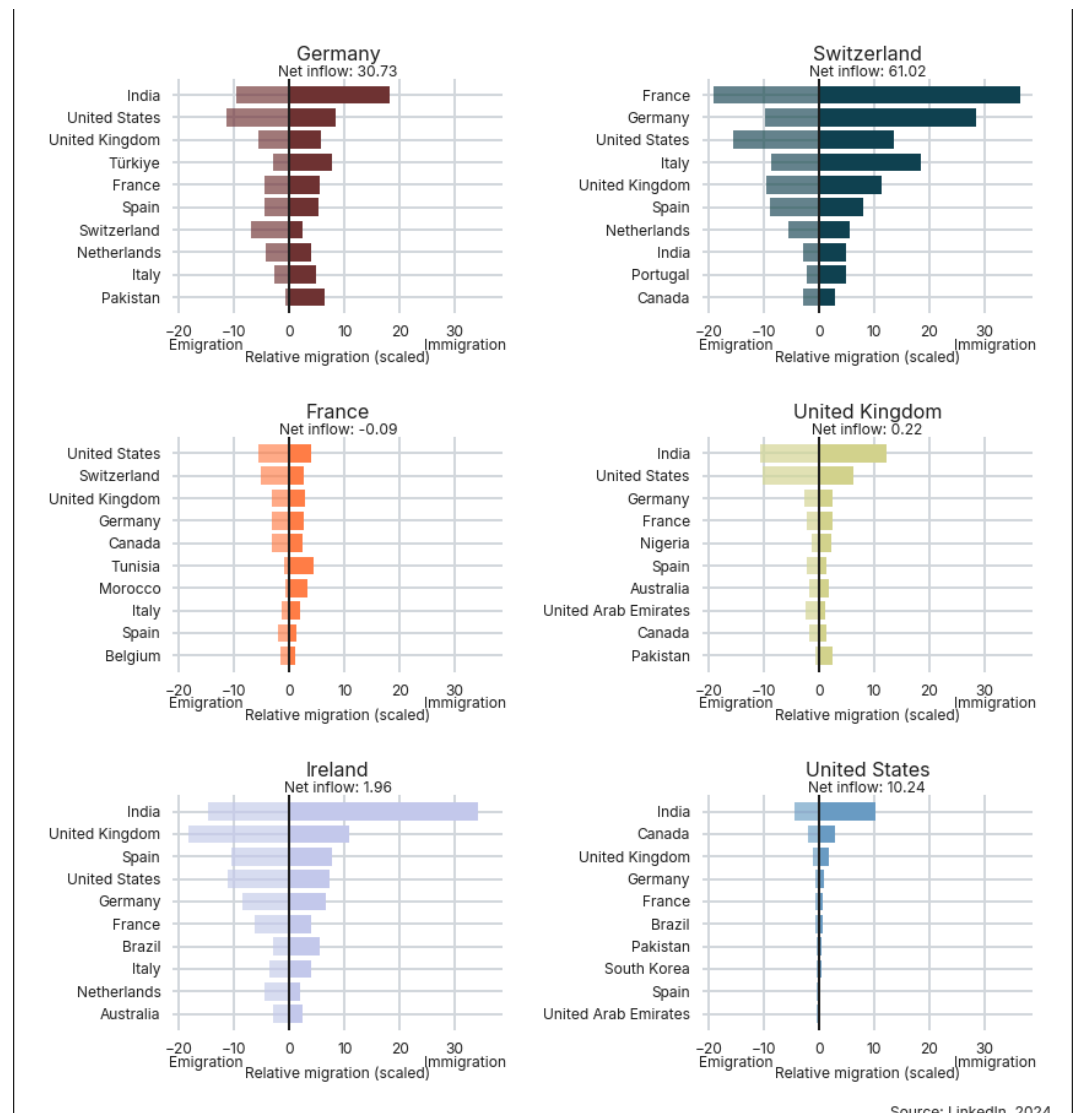 Germany
Net inflow: 30.73
India
United States
United Kingdom
Türkiye
France
Spain
Switzerland
Netherlands
Italy
Pakistan
−20 −10 0 10 20 30
Emigration Immigration
Relative migration (scaled)
Switzerland
Net inflow: 61.02
France
Germany
United States
Italy
United Kingdom
Spain
Netherlands
India
Portugal
Canada
−20 −10 0 10 20 30
Emigration Immigration
Relative migration (scaled)
France
Net inflow: -0.09
United States
Switzerland
United Kingdom
Germany
Canada
Tunisia
Morocco
Italy
Spain
Belgium
−20 −10 0 10 20 30
Emigration Immigration
Relative migration (scaled)
United Kingdom
Net inflow: 0.22
India
United States
Germany
France
Nigeria
Spain
Australia
United Arab Emirates
Canada
Pakistan
−20 −10 0 10 20 30
Emigration Immigration
Relative migration (scaled)
Ireland
Net inflow: 1.96
India
United Kingdom
Spain
United States
Germany
France
Brazil
Italy
Netherlands
Australia
−20 −10 0 10 20 30
Emigration Immigration
Relative migration (scaled)
United States
Net inflow: 10.24
India
Canada
United Kingdom
Germany
France
Brazil
Pakistan
South Korea
Spain
United Arab Emirates
−20 −10 0 10 20 30
Emigration Immigration
Relative migration (scaled)
Source: LinkedIn, 2024